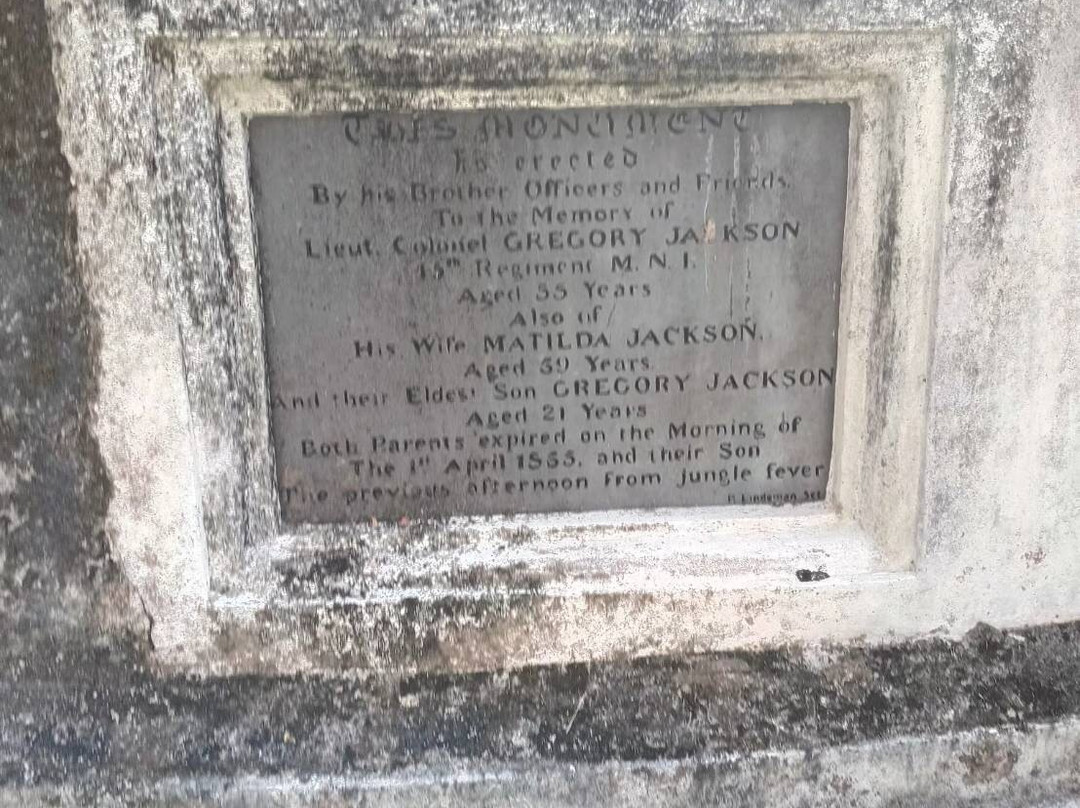 THIS MONUMENT
is erected
By his Brother Officers and Friends.
To the Memory of
Lieut. Colonel GREGORY JACKSON
15th Regiment M. N. I.
Aged 55 Years
Also of
His Wife MATILDA JACKSON.
Aged 39 Years
And their Eldest Son GREGORY JACKSON
Aged 21 Years
Both Parents expired on the Morning of
The 1st April 1855, and their Son
The previous afternoon from jungle fever